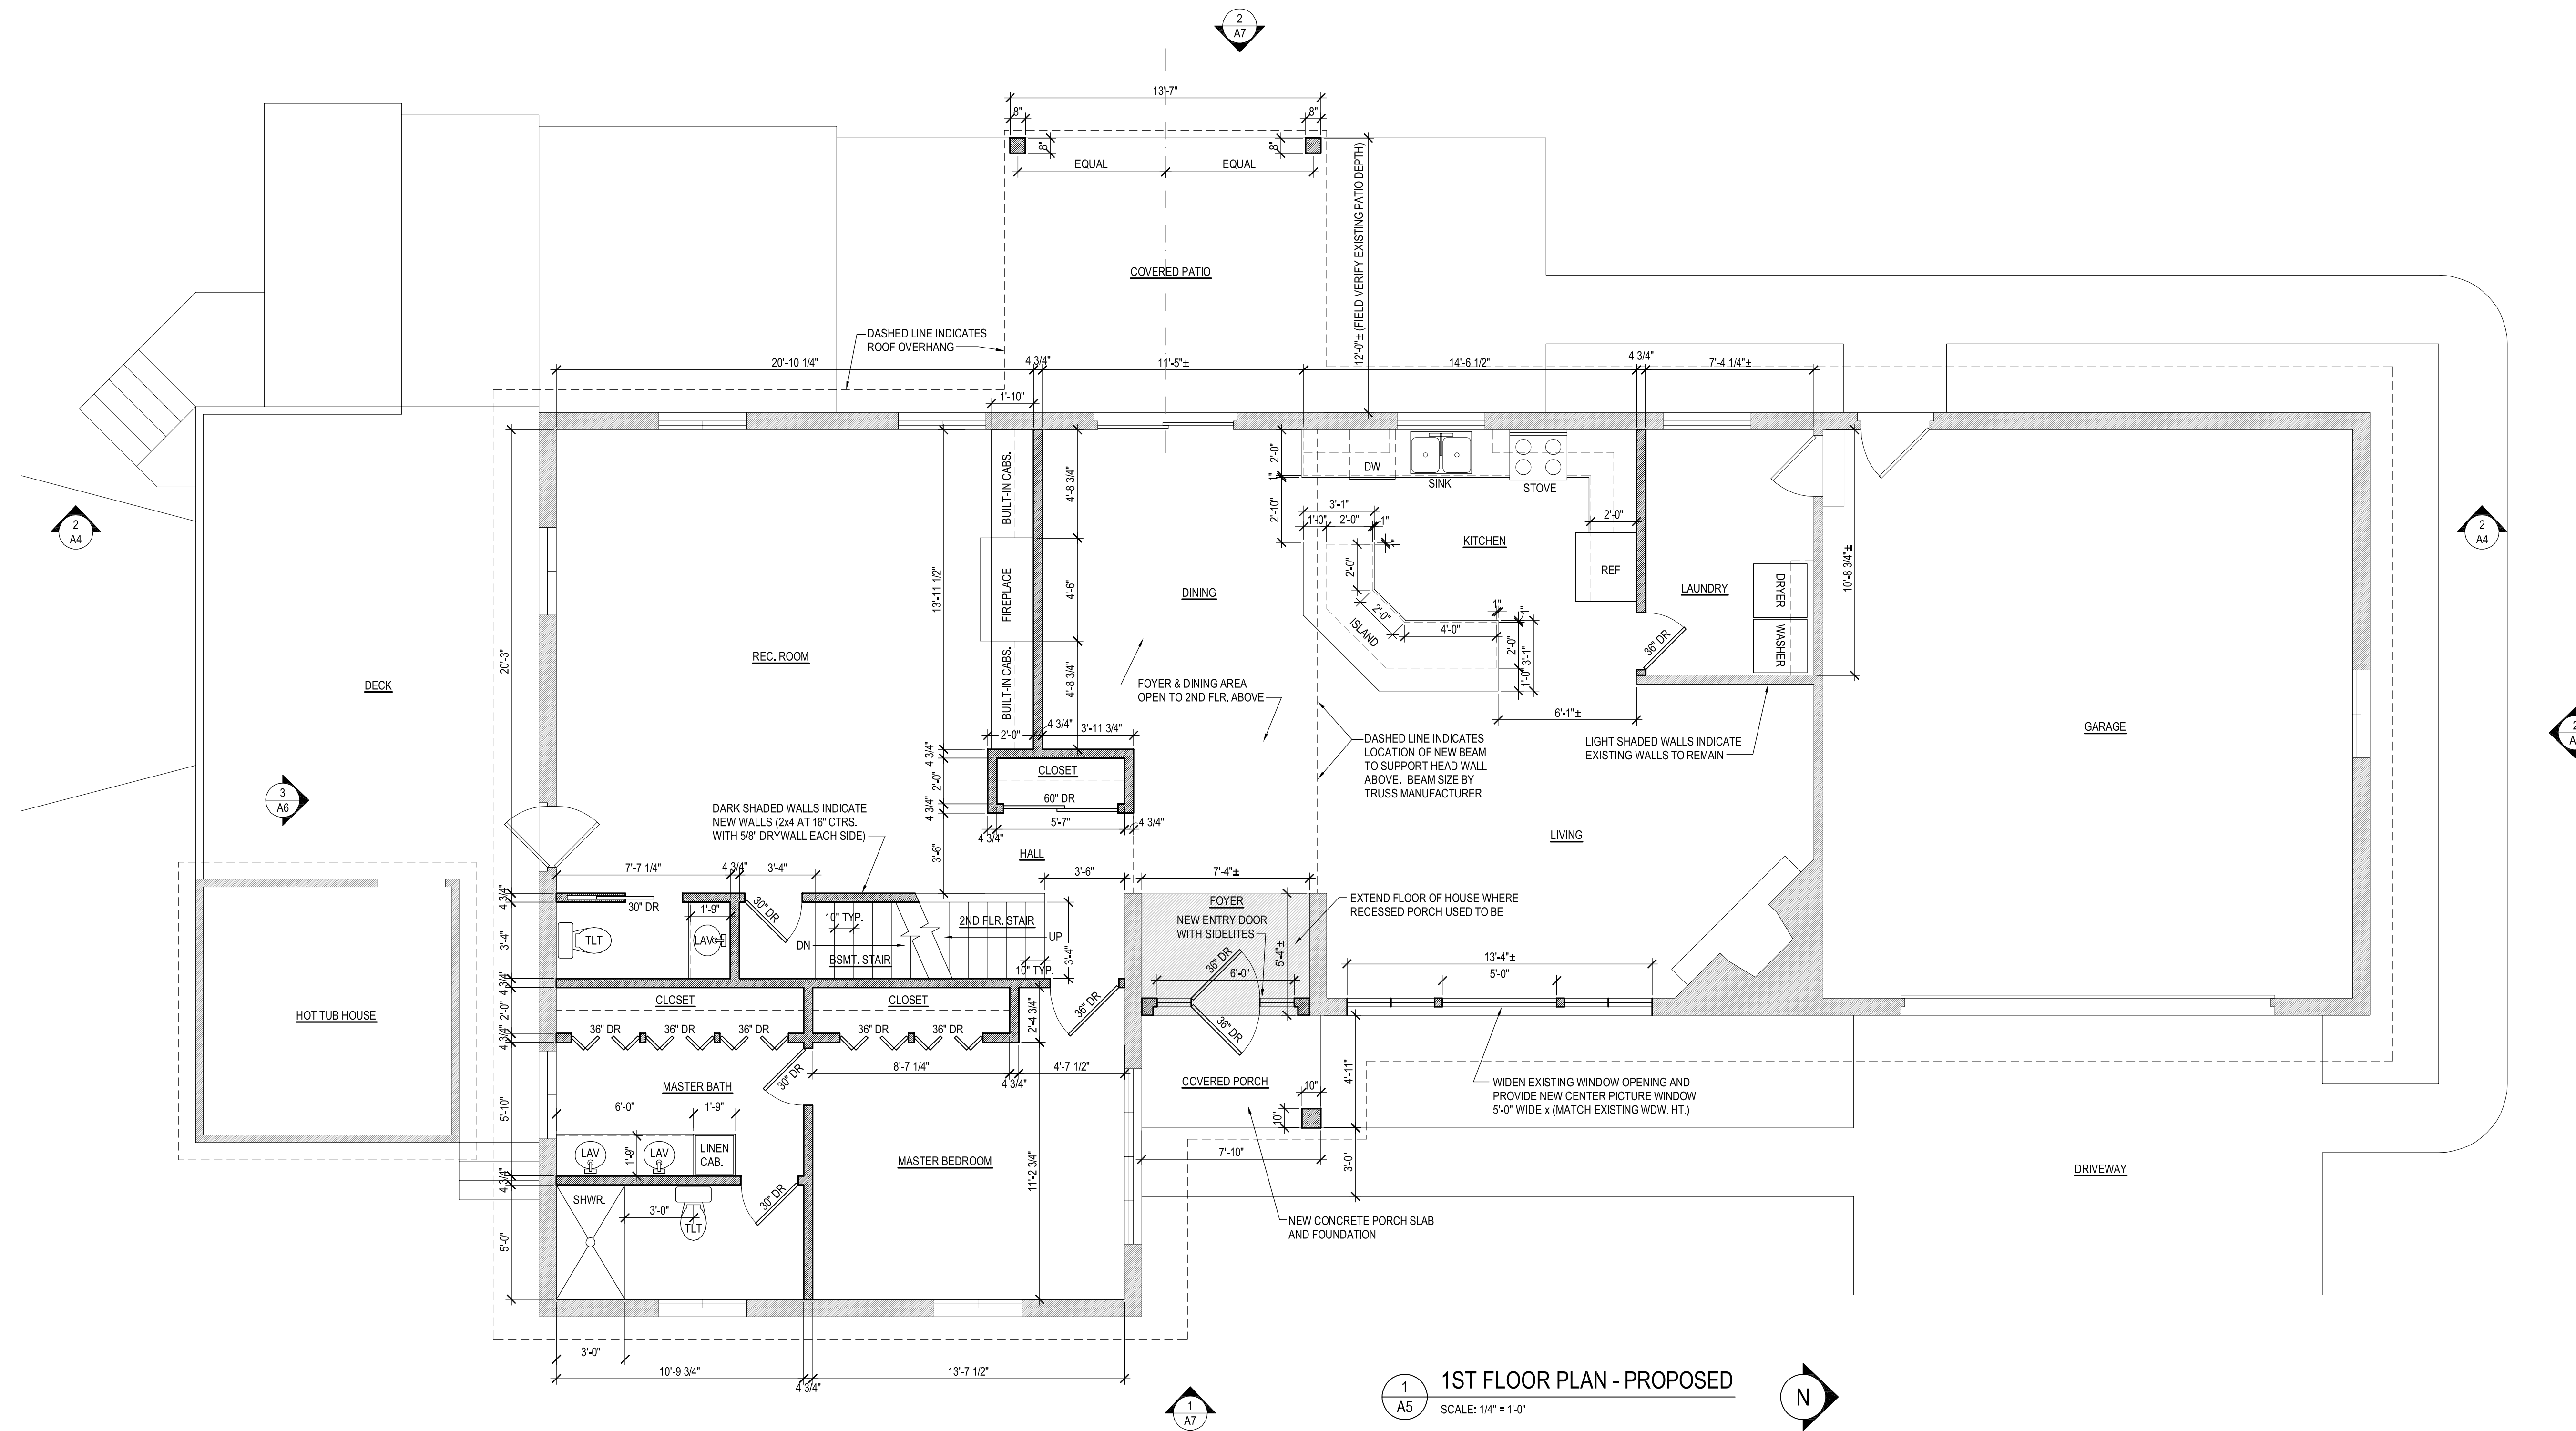 2
A7
13'-7"
8"
8"
8"
8"
EQUAL
EQUAL
12'-0"± (FIELD VERIFY EXISTING PATIO DEPTH)
COVERED PATIO
DASHED LINE INDICATES
ROOF OVERHANG
20'-10 1/4"
4 3/4"
11'-5"±
14'-6 1/2"
4 3/4"
7'-4 1/4"±
1'-10"
BUILT-IN CABS.
4'-8 3/4"
2'-0"
1"
2'-10"
DW
SINK
STOVE
3'-1"
1'-0"
2'-0"
1"
1"
2'-0"
KITCHEN
REF
2'-0"
2'-0"
4'-0"
1"
1"
2'-0"
1'-0"
3'-1"
ISLAND
6'-1"±
2
A4
2
A4
10'-8 3/4"±
LAUNDRY
DRYER
WASHER
36" DR
13'-11 1/2"
FIREPLACE
4'-6"
DINING
20'-3"
REC. ROOM
BUILT-IN CABS.
4'-8 3/4"
DECK
FOYER & DINING AREA
OPEN TO 2ND FLR. ABOVE
4 3/4"
2'-0"
3'-11 3/4"
4 3/4"
2'-0"
4 3/4"
CLOSET
60" DR
5'-7"
4 3/4"
4 3/4"
DASHED LINE INDICATES
LOCATION OF NEW BEAM
TO SUPPORT HEAD WALL
ABOVE. BEAM SIZE BY
TRUSS MANUFACTURER
LIGHT SHADED WALLS INDICATE
EXISTING WALLS TO REMAIN
GARAGE
2
3
A6
DARK SHADED WALLS INDICATE
NEW WALLS (2x4 AT 16" CTRS.
WITH 5/8" DRYWALL EACH SIDE)
LIVING
HALL
3'-6"
7'-7 1/4"
4 3/4"
3'-4"
3'-6"
7'-4"±
4 3/4"
30" DR
1'-9"
30" DR
10" TYP.
2ND FLR. STAIR
UP
DN
BSMT. STAIR
10" TYP.
3'-4"
3'-4"
TLT
LAV
FOYER
NEW ENTRY DOOR
WITH SIDELITES
EXTEND FLOOR OF HOUSE WHERE
RECESSED PORCH USED TO BE
5'-4"±
36" DR
6'-0"
36" DR
13'-4"±
5'-0"
4 3/4"
2'-0"
4 3/4"
CLOSET
CLOSET
36" DR
36" DR
36" DR
36" DR
36" DR
2'-4 3/4"
36" DR
HOT TUB HOUSE
8'-7 1/4"
4 3/4"
4'-7 1/2"
30" DR
MASTER BATH
5'-10"
6'-0"
1'-9"
1'-9"
LAV
LAV
LINEN
CAB.
4 3/4"
COVERED PORCH
10"
10"
4'-11"
7'-10"
3'-0"
WIDEN EXISTING WINDOW OPENING AND
PROVIDE NEW CENTER PICTURE WINDOW
5'-0" WIDE x (MATCH EXISTING WDW. HT.)
MASTER BEDROOM
11'-2 3/4"
DRIVEWAY
SHWR.
3'-0"
TLT
30" DR
5'-0"
NEW CONCRETE PORCH SLAB
AND FOUNDATION
3'-0"
10'-9 3/4"
4 3/4"
13'-7 1/2"
1
A7
1
A5
1ST FLOOR PLAN - PROPOSED
SCALE: 1/4" = 1'-0"
N